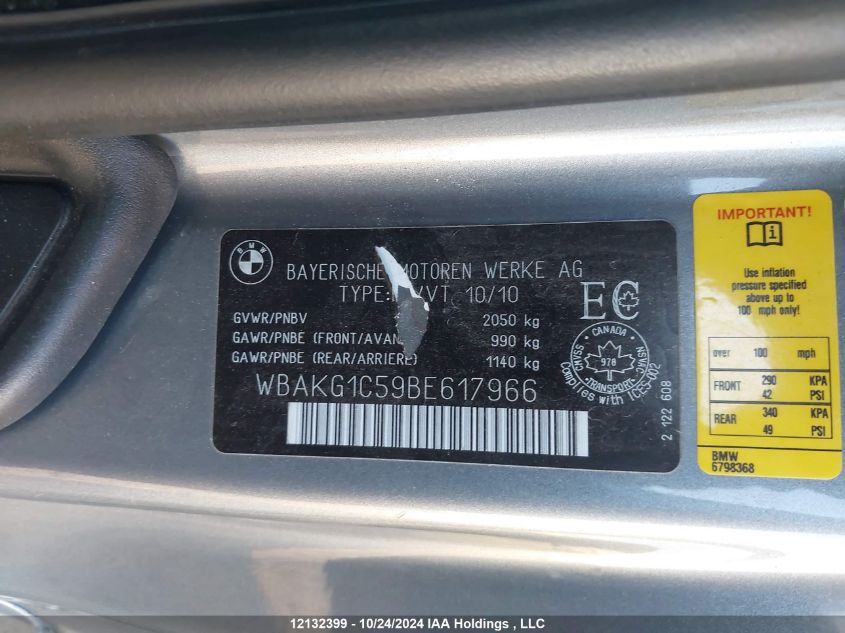 BMW
BAYERISCHE MOTOREN WERKE AG
TYPE: /VT 10/10
GVWR/PNBV 2050 kg
GAWR/PNBE (FRONT/AVAN 990 kg
GAWR/PNBE (REAR/ARRIERE) 1140 kg
WBAKG1C59BE617966
EC
CANADA
978
TRANSPORT
SVMNSC NSVAC
Complies with ICES-002
2 122 608
IMPORTANT!
i
Use inflation
pressure specified
above up to
100 mph only!
over 100 mph
FRONT 290 KPA
42 PSI
REAR 340 KPA
49 PSI
BMW
6798368
12132399 - 10/24/2024 IAA Holdings , LLC